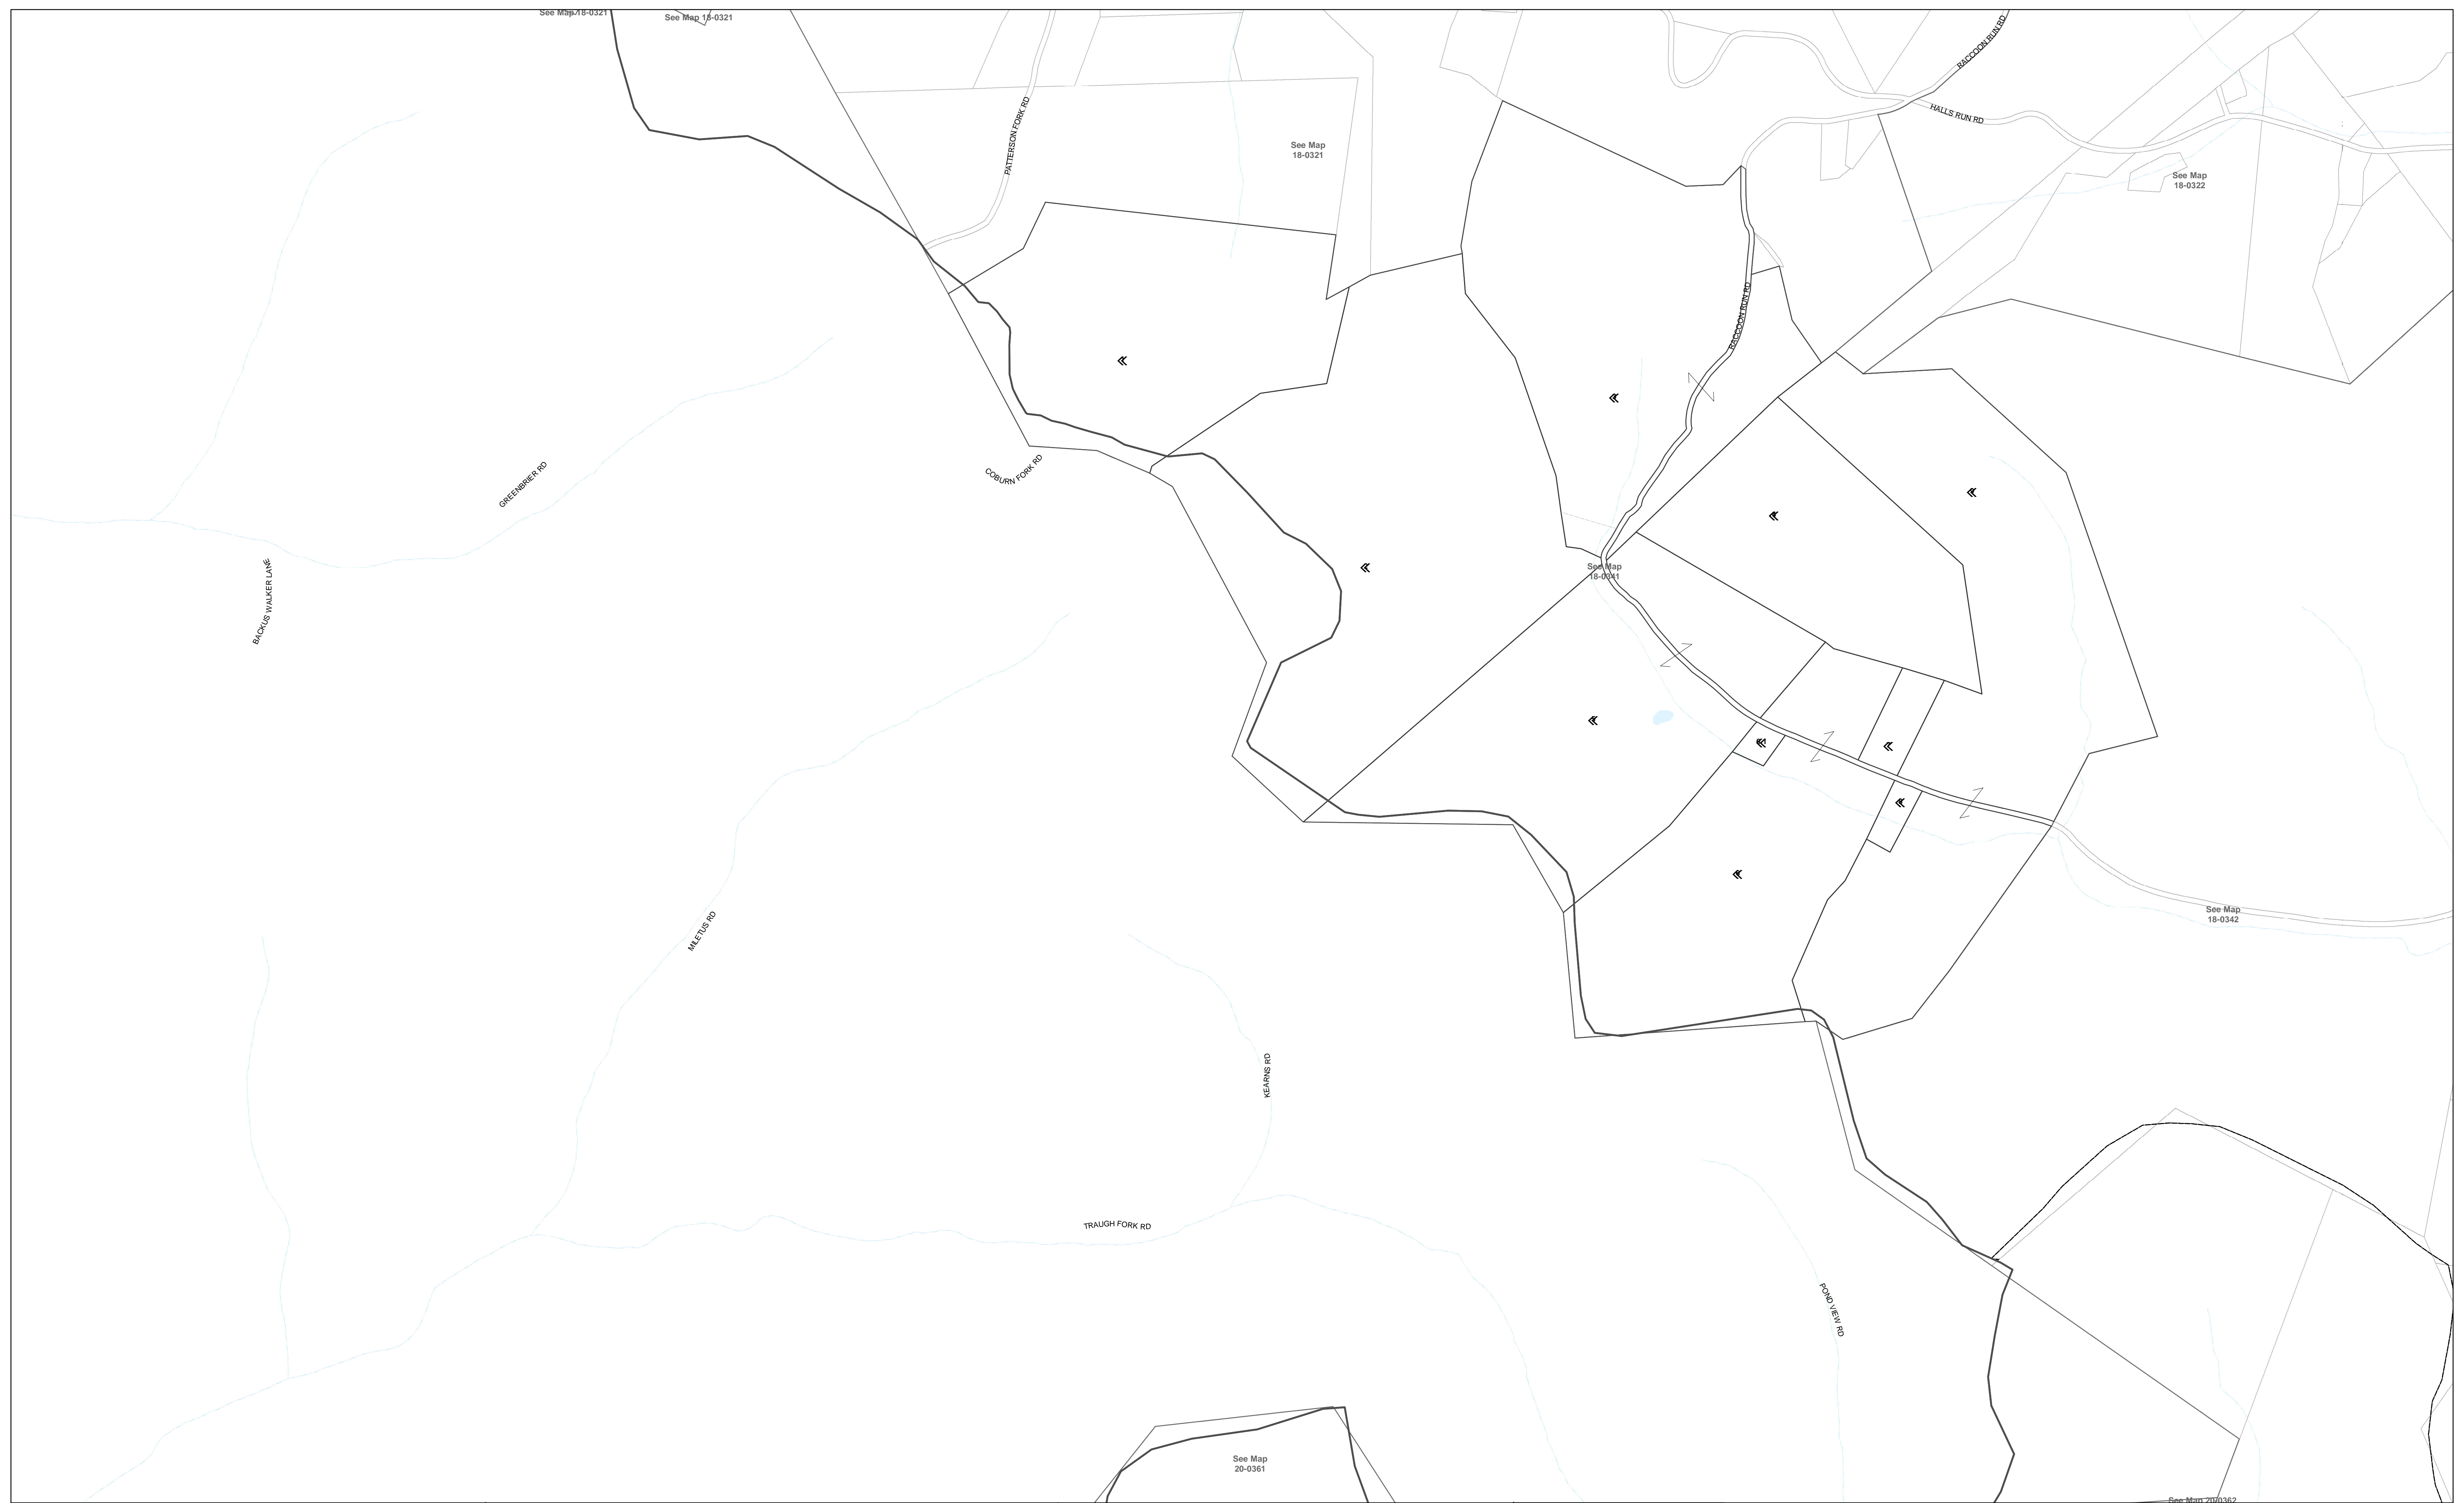 See Map 18-0321
See Map 18-0321
RACCOON RUN RD
PATTERSON FORK RD
HALLS RUN RD
See Map
18-0321
See Map
18-0322
RACCOON RUN RD
GREENBRIER RD
COBURN FORK RD
BACKUS WALKER LANE
See Map
18-0341
MILETUS RD
See Map
18-0342
KEARNS RD
TRAUGH FORK RD
POND VIEW RD
See Map
20-0361
See Map 20-0362